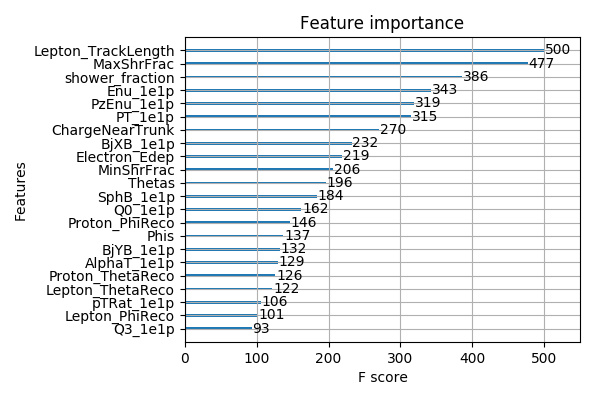 Feature importance
Lepton_TrackLength 500
MaxShrFrac 477
shower_fraction 386
Enu_1e1p 343
PzEnu_1e1p 319
PT_1e1p 315
ChargeNearTrunk 270
BjXB_1e1p 232
Electron_Edep 219
MinShrFrac 206
Thetas 196
SphB_1e1p 184
Q0_1e1p 162
Proton_PhiReco 146
Phis 137
BjYB_1e1p 132
AlphaT_1e1p 129
Proton_ThetaReco 126
Lepton_ThetaReco 122
pTRat_1e1p 106
Lepton_PhiReco 101
Q3_1e1p 93
0 100 200 300 400 500
F score
Features